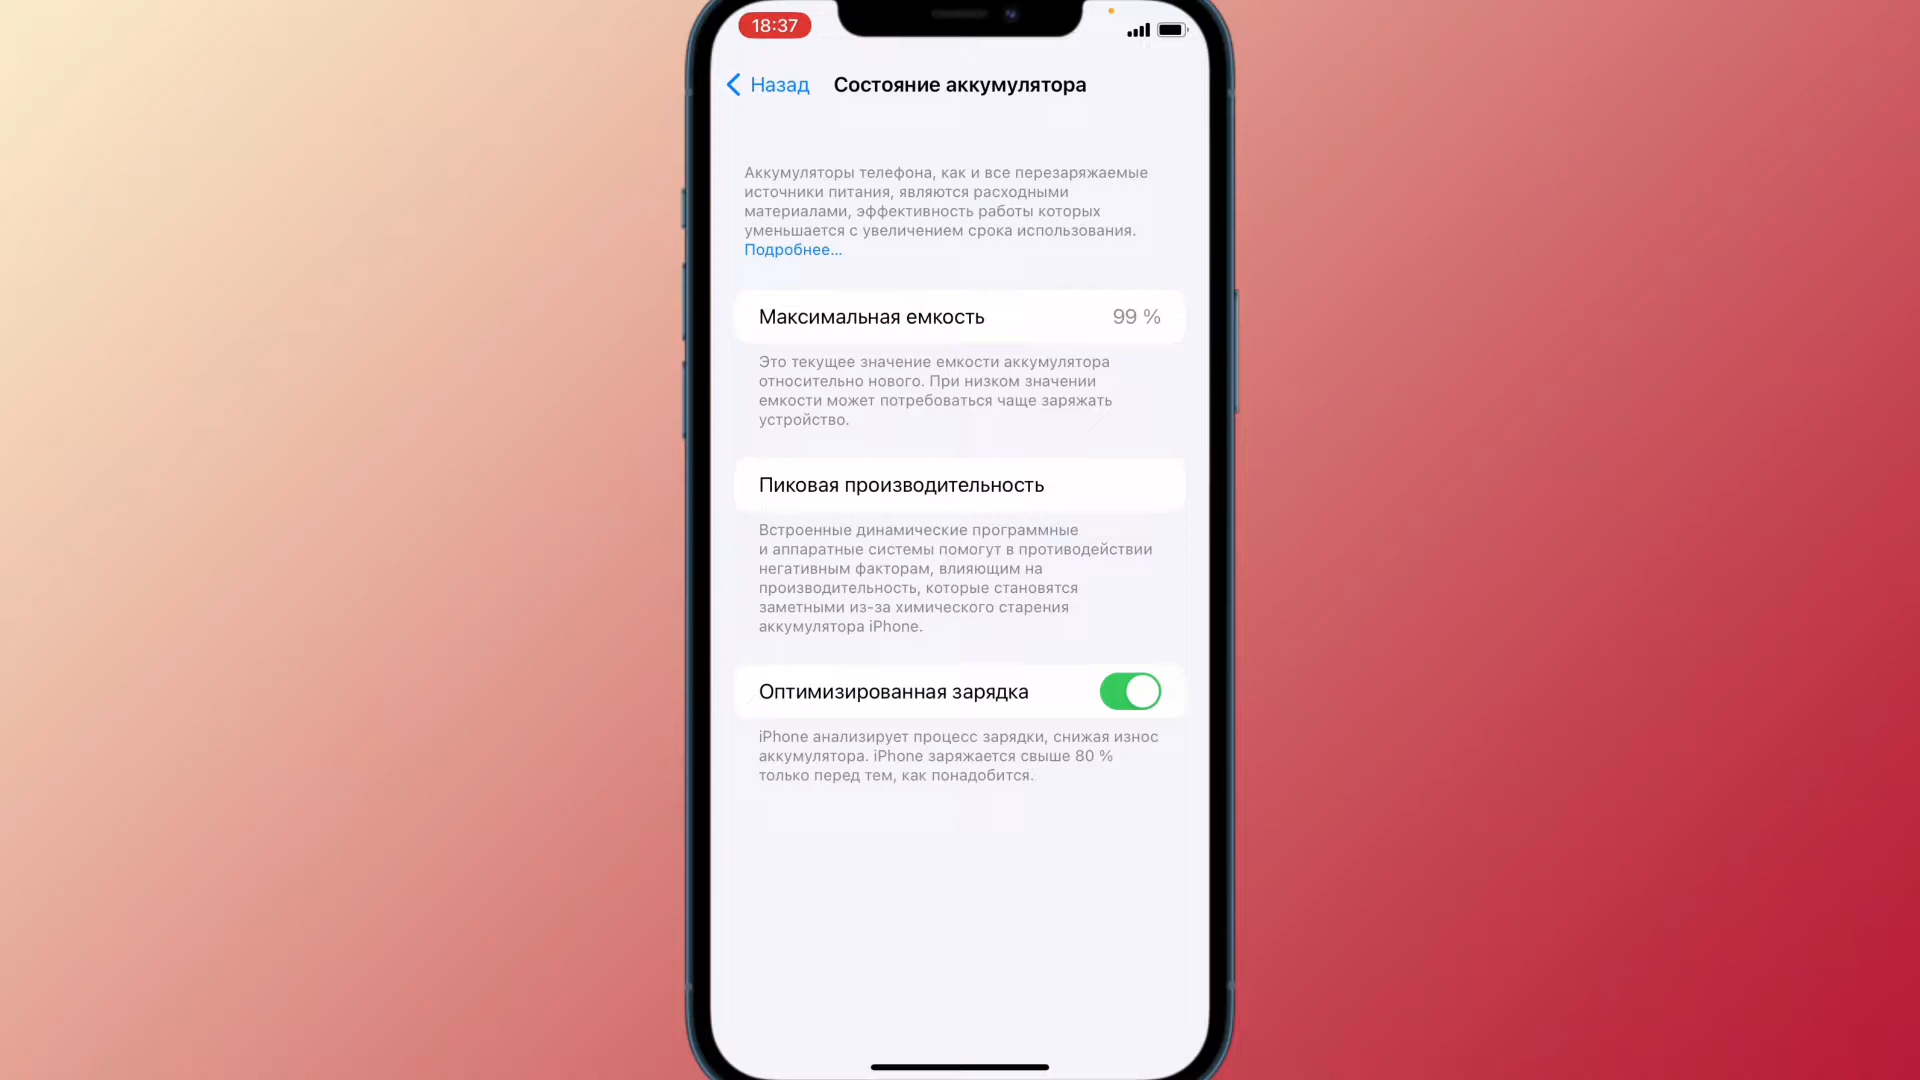 18:37
Назад
Состояние аккумулятора
Аккумуляторы телефона, как и все перезаряжаемые
источники питания, являются расходными
материалами, эффективность работы которых
уменьшается с увеличением срока использования.
Подробнее...
Максимальная емкость 99 %
Это текущее значение емкости аккумулятора
относительно нового. При низком значении
емкости может потребоваться чаще заряжать
устройство.
Пиковая производительность
Встроенные динамические программные
и аппаратные системы помогут в противодействии
негативным факторам, влияющим на
производительность, которые становятся
заметными из-за химического старения
аккумулятора iPhone.
Оптимизированная зарядка
iPhone анализирует процесс зарядки, снижая износ
аккумулятора. iPhone заряжается свыше 80 %
только перед тем, как понадобится.